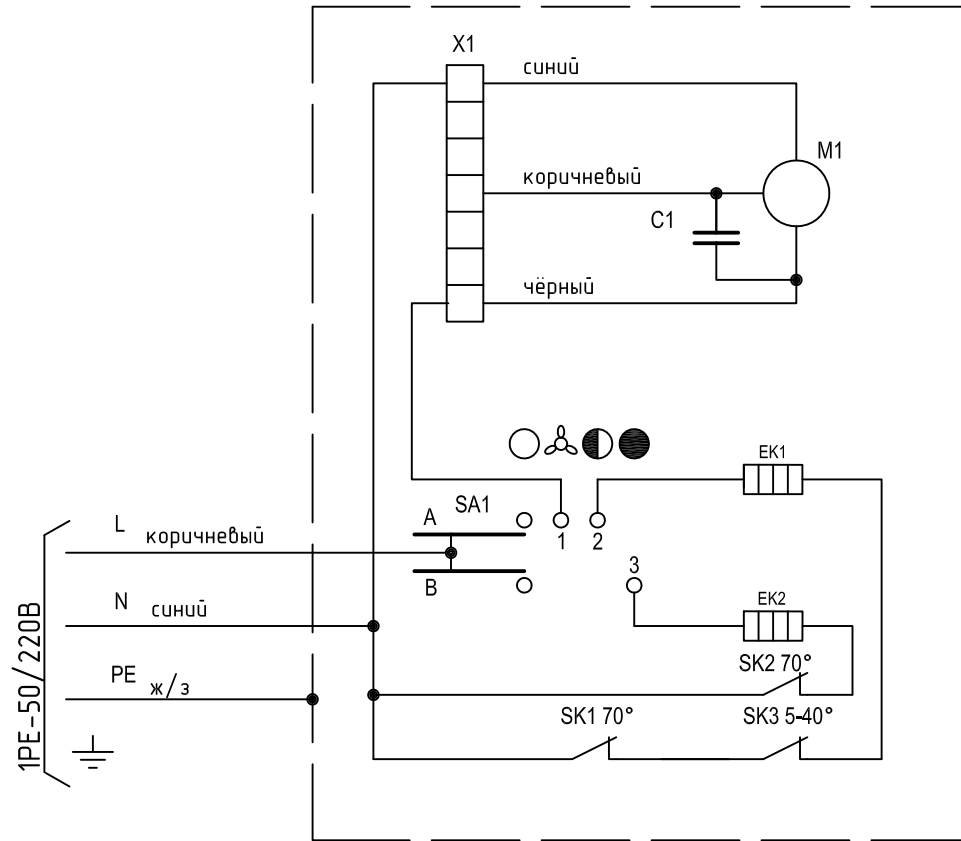 X1
синий
M1
коричневый
C1
чёрный
EK1
A SA1
L коричневый
1 2
B
3
N синий
EK2
PE ж/з
SK2 70°
SK1 70° SK3 5-40°
1PE-50/220В